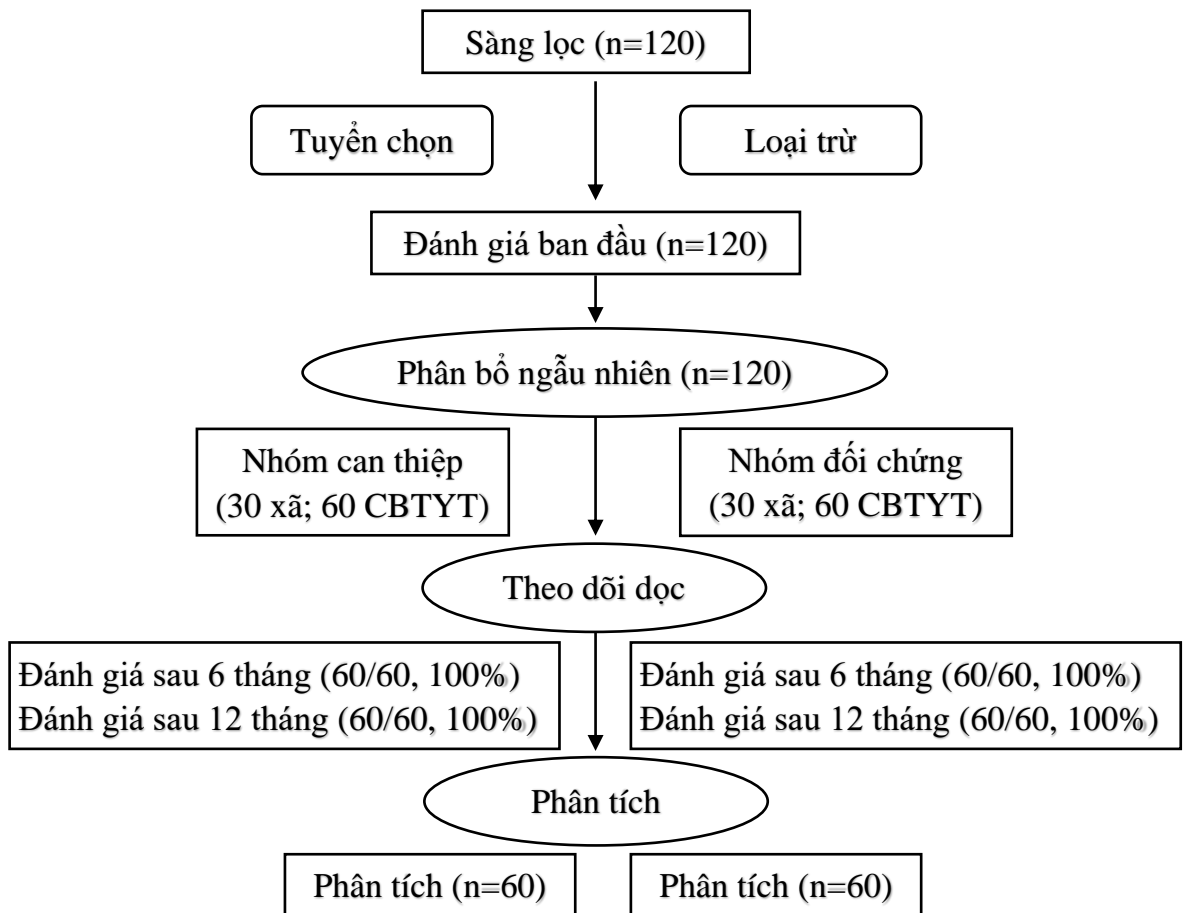 Sàng lọc (n=120)
Tuyển chọn
Loại trừ
Đánh giá ban đầu (n=120)
Phân bổ ngẫu nhiên (n=120)
Nhóm can thiệp
(30 xã; 60 CBTYT)
Nhóm đối chứng
(30 xã; 60 CBTYT)
Theo dõi dọc
Đánh giá sau 6 tháng (60/60, 100%)
Đánh giá sau 12 tháng (60/60, 100%)
Đánh giá sau 6 tháng (60/60, 100%)
Đánh giá sau 12 tháng (60/60, 100%)
Phân tích
Phân tích (n=60)
Phân tích (n=60)